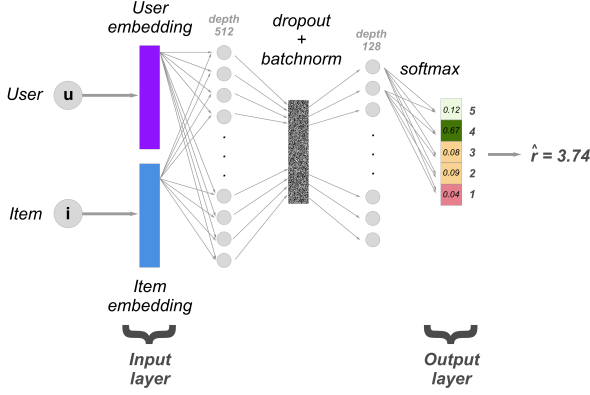 User
embedding
depth
512
dropout
+
batchnorm
depth
128
softmax
User
u
0.12 5
0.67 4
0.08 3
0.09 2
0.04 1
r̂ = 3.74
Item
i
Item
embedding
Input
layer
Output
layer